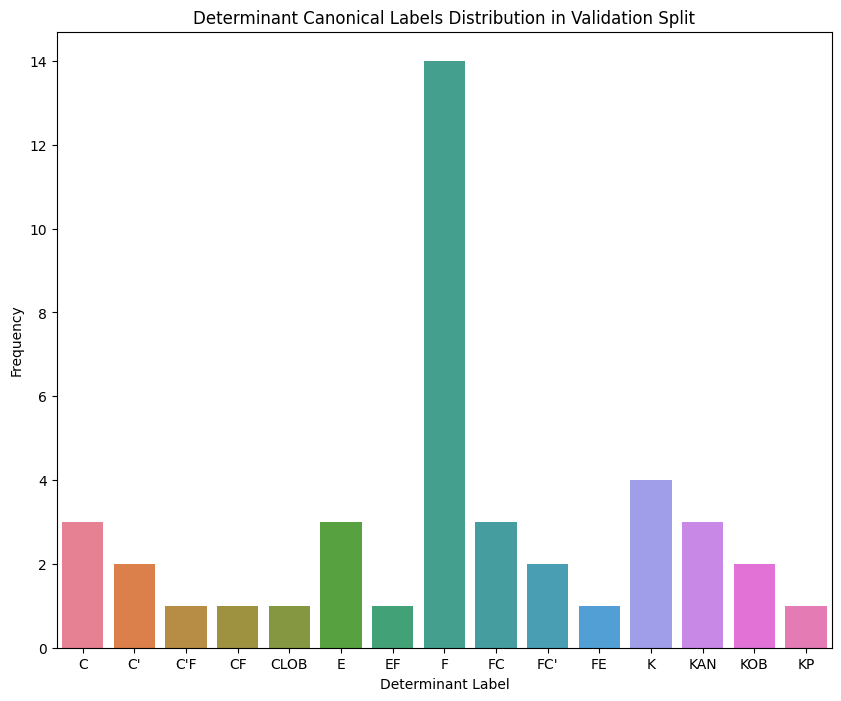 Determinant Canonical Labels Distribution in Validation Split
Frequency
14
12
10
8
6
4
2
0
C C' C'F CF CLOB E EF F FC FC' FE K KAN KOB KP
Determinant Label